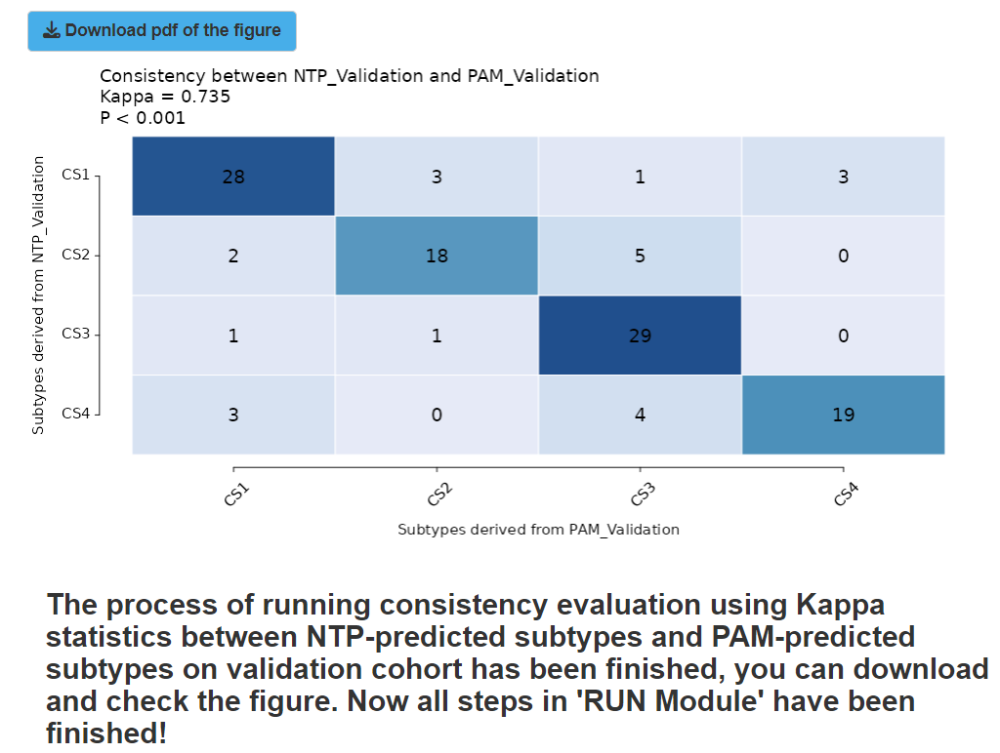 Download pdf of the figure
Consistency between NTP_Validation and PAM_Validation
Kappa = 0.735
P < 0.001
Subtypes derived from NTP_Validation
CS1 28 3 1 3
CS2 2 18 5 0
CS3 1 1 29 0
CS4 3 0 4 19
CS1 CS2 CS3 CS4
Subtypes derived from PAM_Validation
The process of running consistency evaluation using Kappa
statistics between NTP-predicted subtypes and PAM-predicted
subtypes on validation cohort has been finished, you can download
and check the figure. Now all steps in 'RUN Module' have been
finished!